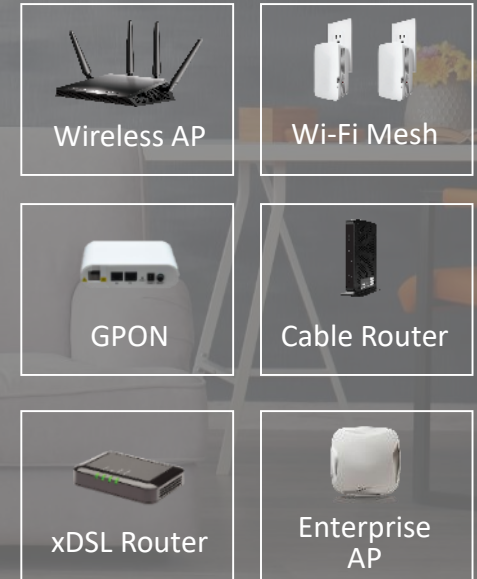 Wireless AP
Wi-Fi Mesh
GPON
Cable Router
xDSL Router
Enterprise
AP